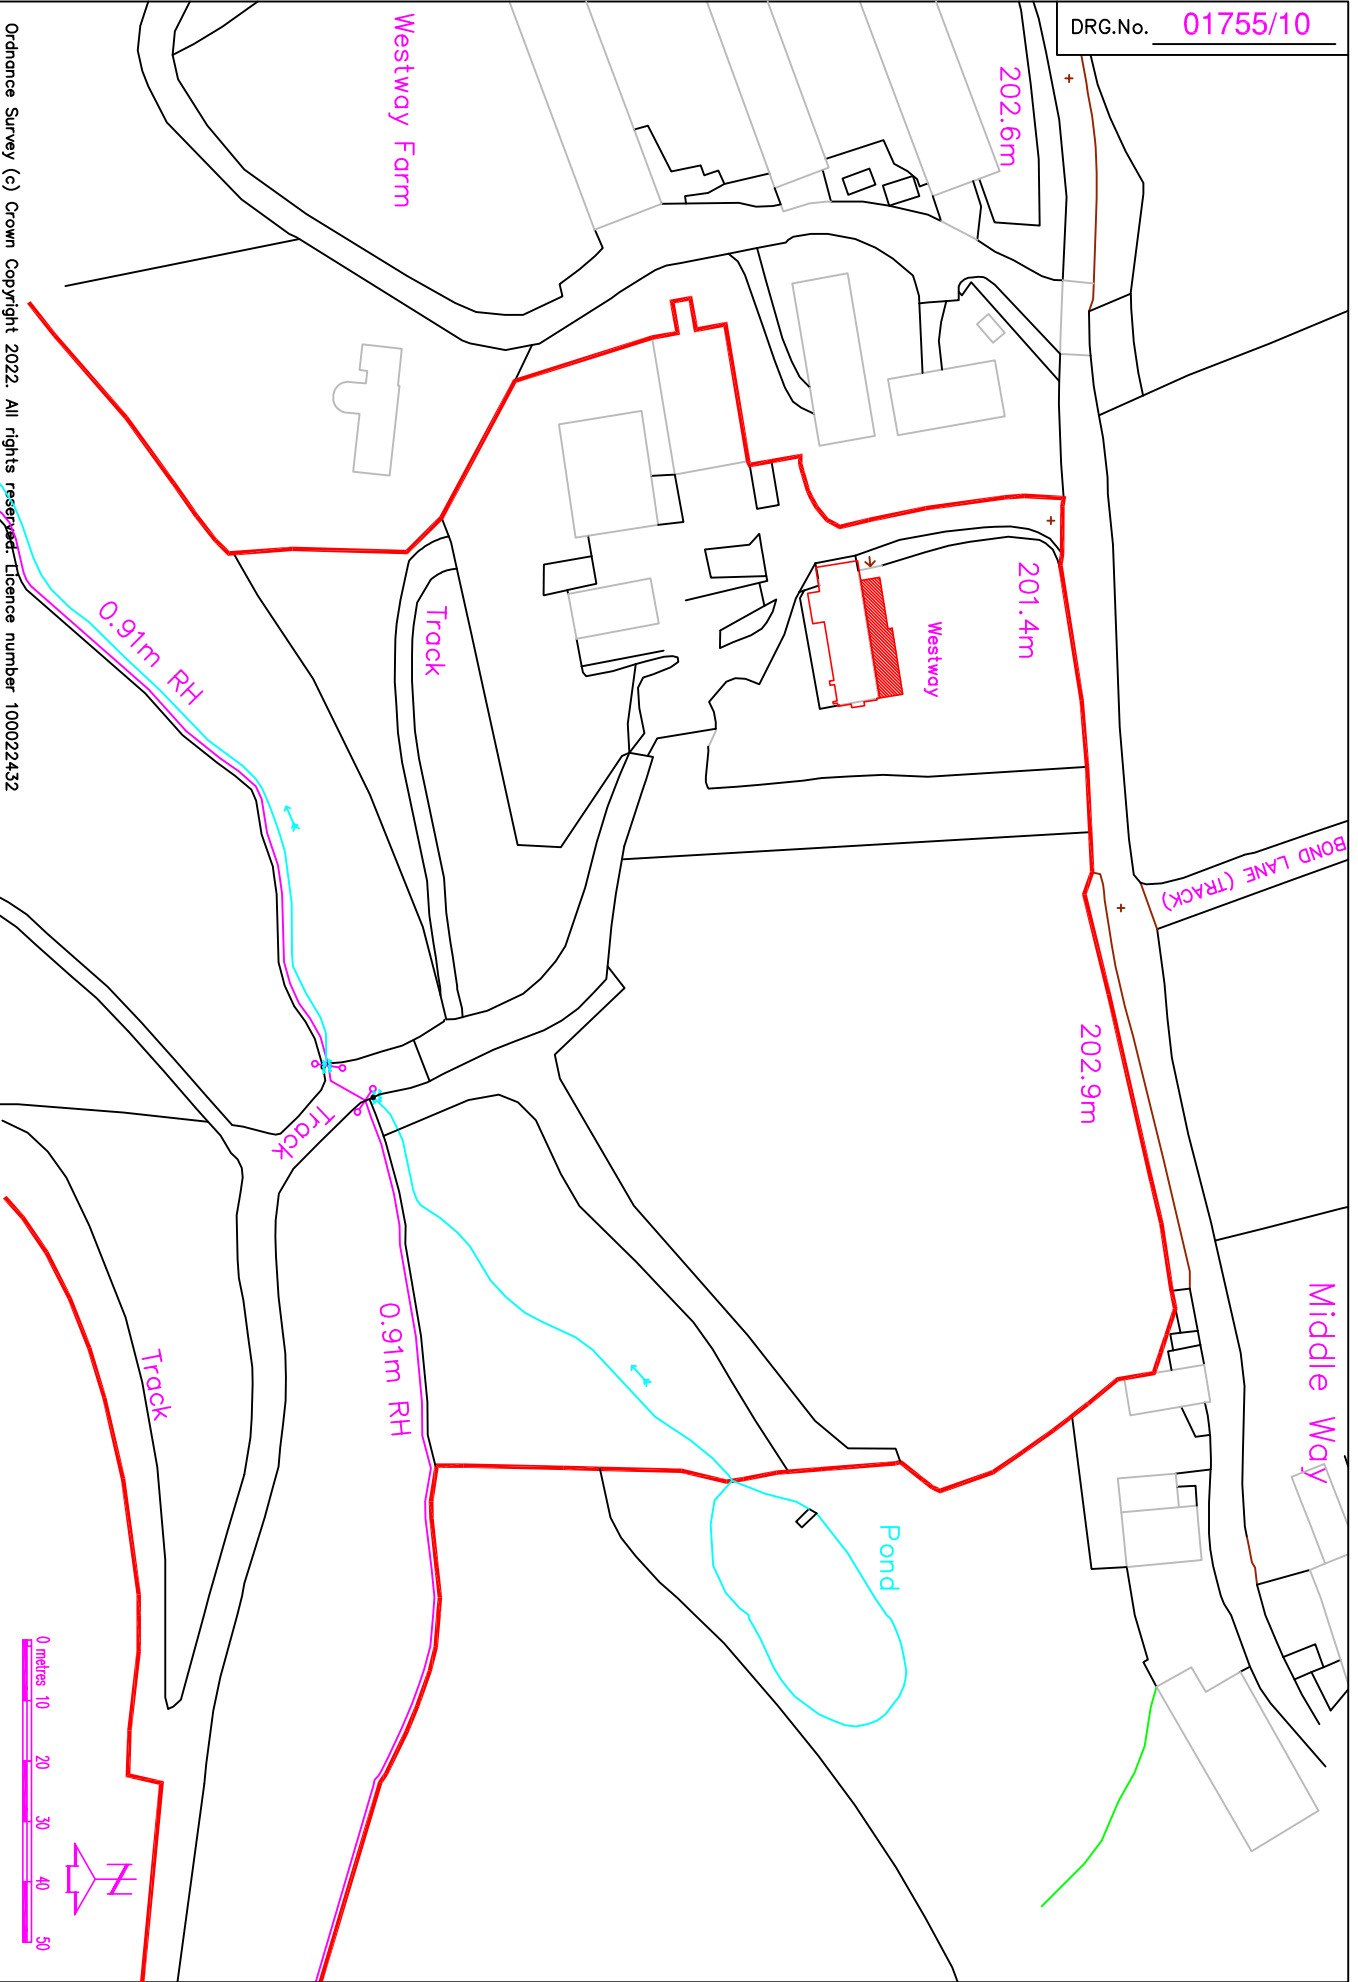 DRG.No. 01755/10
Westway Farm
202.6m
201.4m
Westway
BOND LANE (TRACK)
202.9m
Middle Way
Track
0.91m RH
Track
0.91m RH
Track
Pond
0 metres 10 20 30 40 50
N
Ordnance Survey (c) Crown Copyright 2022. All rights reserved. Licence number 100022432